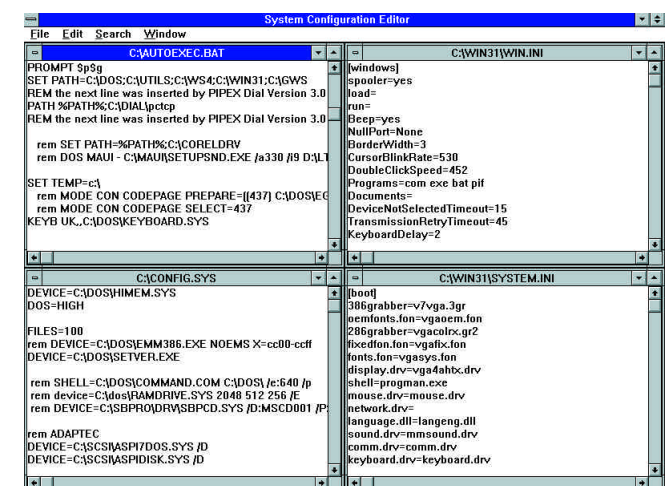 System Configuration Editor
File Edit Search Window
C:\AUTOEXEC.BAT
PROMPT $p$g
SET PATH=C:\DOS;C:\UTILS;C:\WS4;C:\WIN31;C:\GWS
REM the next line was inserted by PIPEX Dial Version 3.0
PATH %PATH%;C:\DIAL\pctcp
REM the next line was inserted by PIPEX Dial Version 3.0
rem SET PATH=%PATH%;C:\CORELDRV
rem DOS MAUI - C:\MAUI\SETUPSND.EXE /a330 /i9 D:\LT
SET TEMP=c:\
rem MODE CON CODEPAGE PREPARE=((437) C:\DOS\EG
rem MODE CON CODEPAGE SELECT=437
KEYB UK,,C:\DOS\KEYBOARD.SYS
C:\WIN31\WIN.INI
[windows]
spooler=yes
load=
run=
Beep=yes
NullPort=None
BorderWidth=3
CursorBlinkRate=530
DoubleClickSpeed=452
Programs=com exe bat pif
Documents=
DeviceNotSelectedTimeout=15
TransmissionRetryTimeout=45
KeyboardDelay=2
C:\CONFIG.SYS
DEVICE=C:\DOS\HIMEM.SYS
DOS=HIGH
FILES=100
rem DEVICE=C:\DOS\EMM386.EXE NOEMS X=cc00-ccff
DEVICE=C:\DOS\SETVER.EXE
rem SHELL=C:\DOS\COMMAND.COM C:\DOS\ /e:640 /p
rem device=C:\dos\RAMDRIVE.SYS 2048 512 256 /E
rem DEVICE=C:\SBPRO\DRV\SBPCD.SYS /D:MSCD001 /P:
rem ADAPTEC
DEVICE=C:\SCSI\ASPI7DOS.SYS /D
DEVICE=C:\SCSI\ASPIDISK.SYS /D
C:\WIN31\SYSTEM.INI
[boot]
386grabber=v7vga.3gr
oemfonts.fon=vgaoem.fon
286grabber=vgacolrx.gr2
fixedfon.fon=vgafix.fon
fonts.fon=vgasys.fon
display.drv=vga4ahtx.drv
shell=progman.exe
mouse.drv=mouse.drv
network.drv=
language.dll=langeng.dll
sound.drv=mmsound.drv
comm.drv=comm.drv
keyboard.drv=keyboard.drv